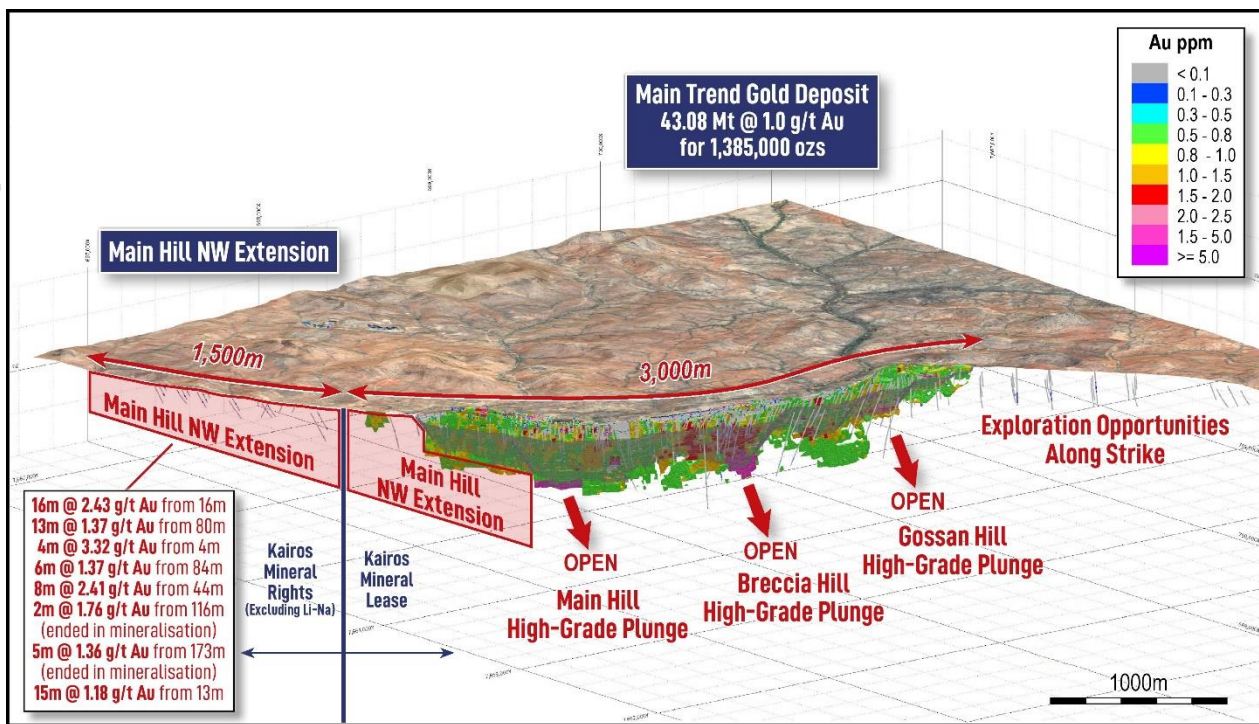 Au ppm
< 0.1
0.1 - 0.3
0.3 - 0.5
0.5 - 0.8
0.8 - 1.0
1.0 - 1.5
1.5 - 2.0
2.0 - 2.5
1.5 - 5.0
>= 5.0
Main Trend Gold Deposit
43.08 Mt @ 1.0 g/t Au
for 1,385,000 ozs
Main Hill NW Extension
1,500m
3,000m
Main Hill NW Extension
Main Hill
NW Extension
Exploration Opportunities
Along Strike
16m @ 2.43 g/t Au from 16m
13m @ 1.37 g/t Au from 80m
4m @ 3.32 g/t Au from 4m
6m @ 1.37 g/t Au from 84m
8m @ 2.41 g/t Au from 44m
2m @ 1.76 g/t Au from 116m
(ended in mineralisation)
5m @ 1.36 g/t Au from 173m
(ended in mineralisation)
15m @ 1.18 g/t Au from 13m
Kairos
Mineral
Rights
(Excluding Li-Na)
Kairos
Mineral
Lease
OPEN
Main Hill
High-Grade Plunge
OPEN
Breccia Hill
High-Grade Plunge
OPEN
Gossan Hill
High-Grade Plunge
1000m